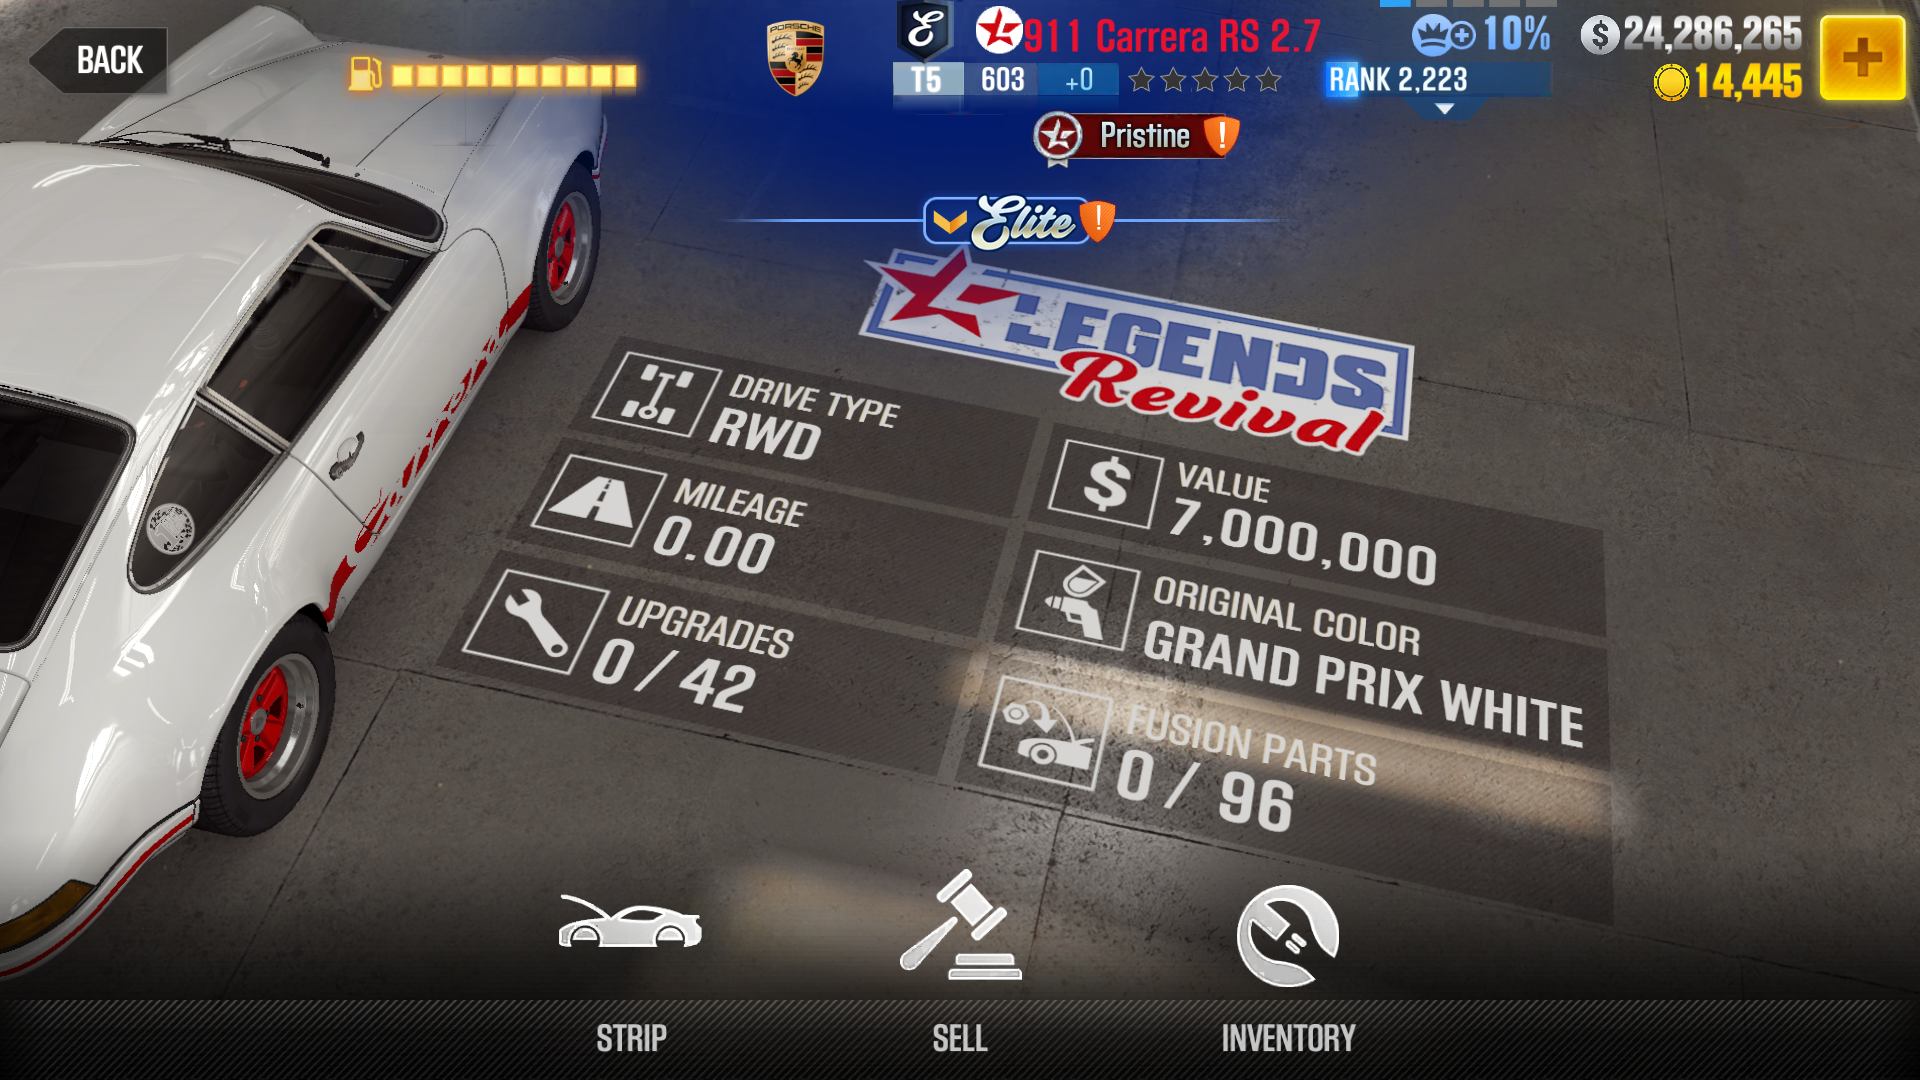 BACK
PORSCHE
E
911 Carrera RS 2.7
10%
24,286,265
T5
603
+0
RANK 2,223
14,445
Pristine
!
Elite
!
LEGENDS
Revival
DRIVE TYPE
RWD
MILEAGE
0.00
UPGRADES
0 / 42
VALUE
7,000,000
ORIGINAL COLOR
GRAND PRIX WHITE
FUSION PARTS
0 / 96
STRIP
SELL
INVENTORY